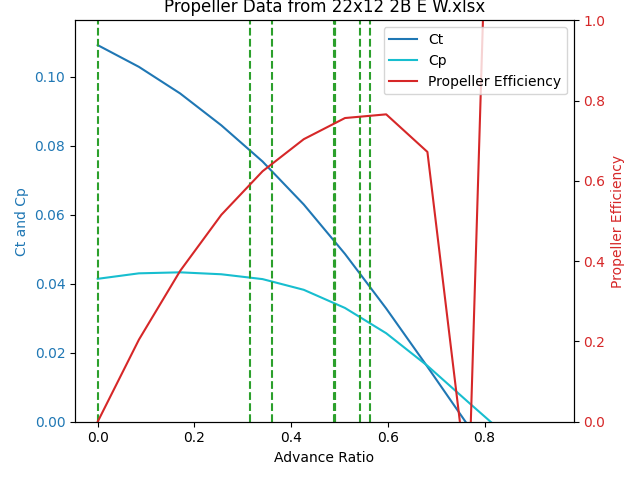 Propeller Data from 22x12 2B E W.xlsx
Ct
Cp
Propeller Efficiency
Ct and Cp
0.10
0.08
0.06
0.04
0.02
0.00
1.0
0.8
0.6
0.4
0.2
0.0
Propeller Efficiency
0.0 0.2 0.4 0.6 0.8
Advance Ratio